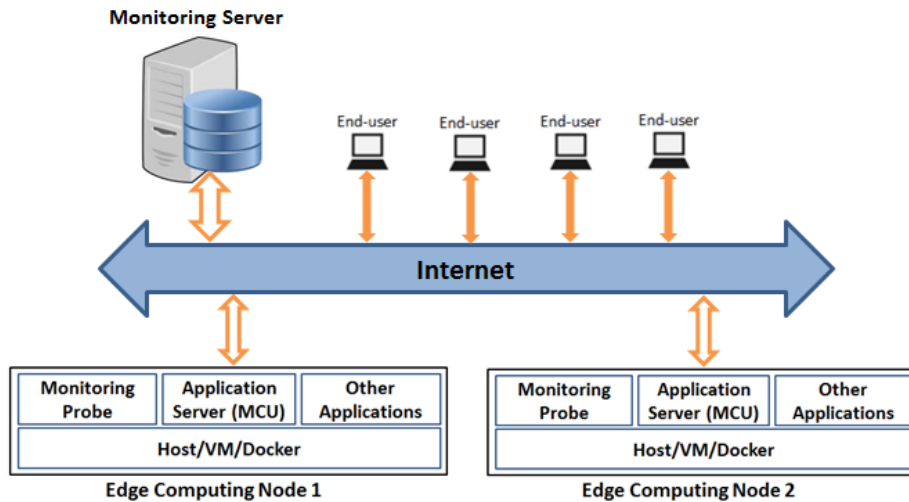 Monitoring Server
End-user
End-user
End-user
End-user
Internet
Monitoring
Probe
Application
Server (MCU)
Other
Applications
Host/VM/Docker
Edge Computing Node 1
Monitoring
Probe
Application
Server (MCU)
Other
Applications
Host/VM/Docker
Edge Computing Node 2